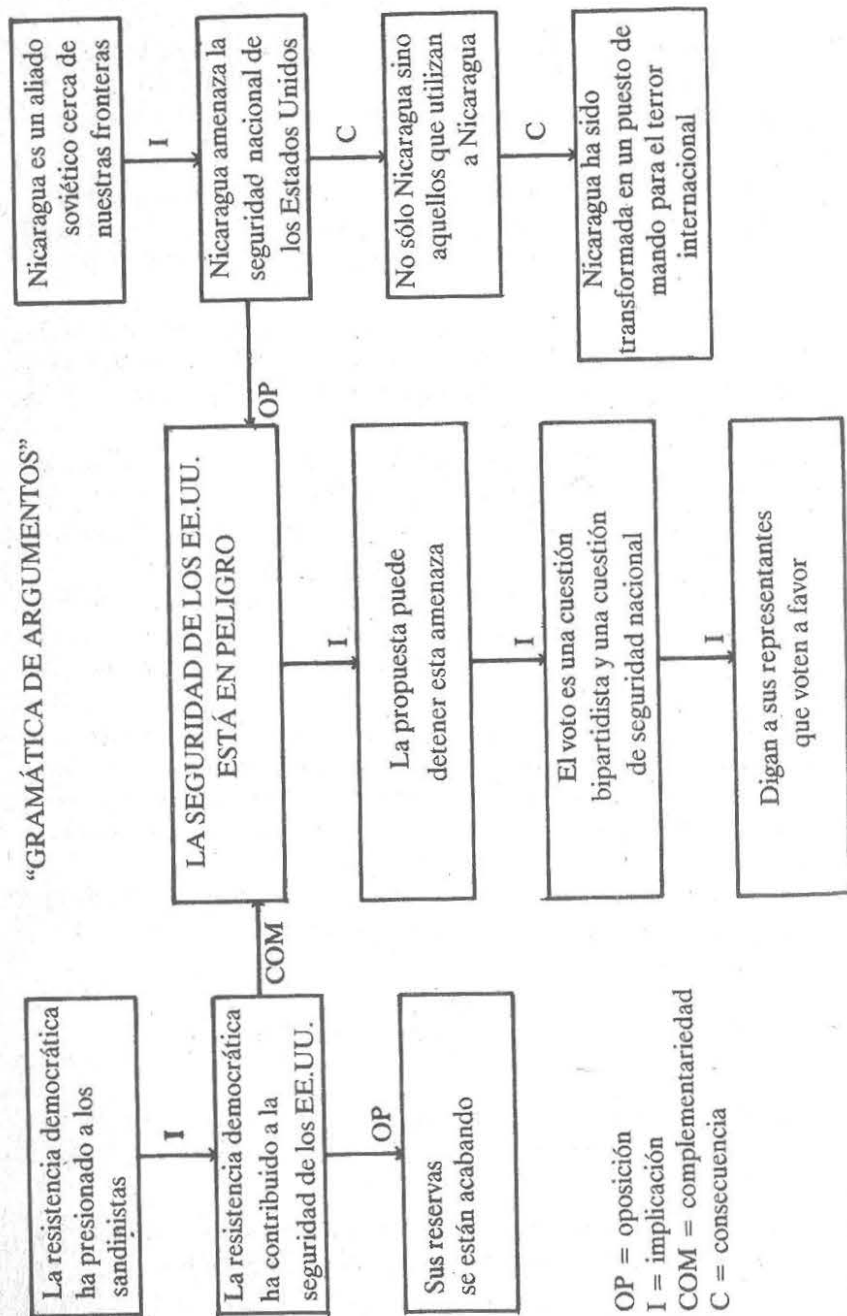 “GRAMÁTICA DE ARGUMENTOS”
La resistencia democrática
ha presionado a los
sandinistas
I
La resistencia democrática
ha contribuido a la
seguridad de los EE.UU.
COM
OP
Sus reservas
se están acabando
LA SEGURIDAD DE LOS EE.UU.
ESTÁ EN PELIGRO
I
La propuesta puede
detener esta amenaza
I
El voto es una cuestión
bipartidista y una cuestión
de seguridad nacional
I
Digan a sus representantes
que voten a favor
Nicaragua es un aliado
soviético cerca de
nuestras fronteras
I
Nicaragua amenaza la
seguridad nacional de
los Estados Unidos
OP
C
No sólo Nicaragua sino
aquellos que utilizan
a Nicaragua
C
Nicaragua ha sido
transformada en un puesto de
mando para el terror
internacional
OP = oposición
I = implicación
COM = complementariedad
C = consecuencia